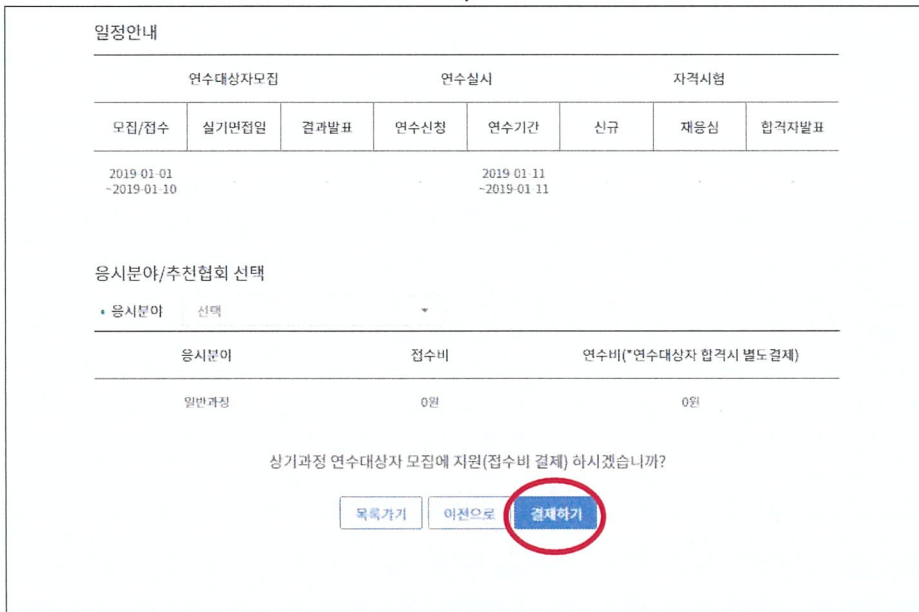 일정안내
연수대상자모집 연수실시 자격시험
모집/접수 실기면접일 결과발표 연수신청 연수기간 신규 재응심 합격자발표
2019-01-01
~2019-01-10
2019-01-11
~2019-01-11
응시분야/추천협회 선택
• 응시분야 선택
응시분야 접수비 연수비(*연수대상자 합격시 별도결제)
일반과정 0원 0원
상기과정 연수대상자 모집에 지원(접수비 결제) 하시겠습니까?
목록가기 이전으로 결재하기